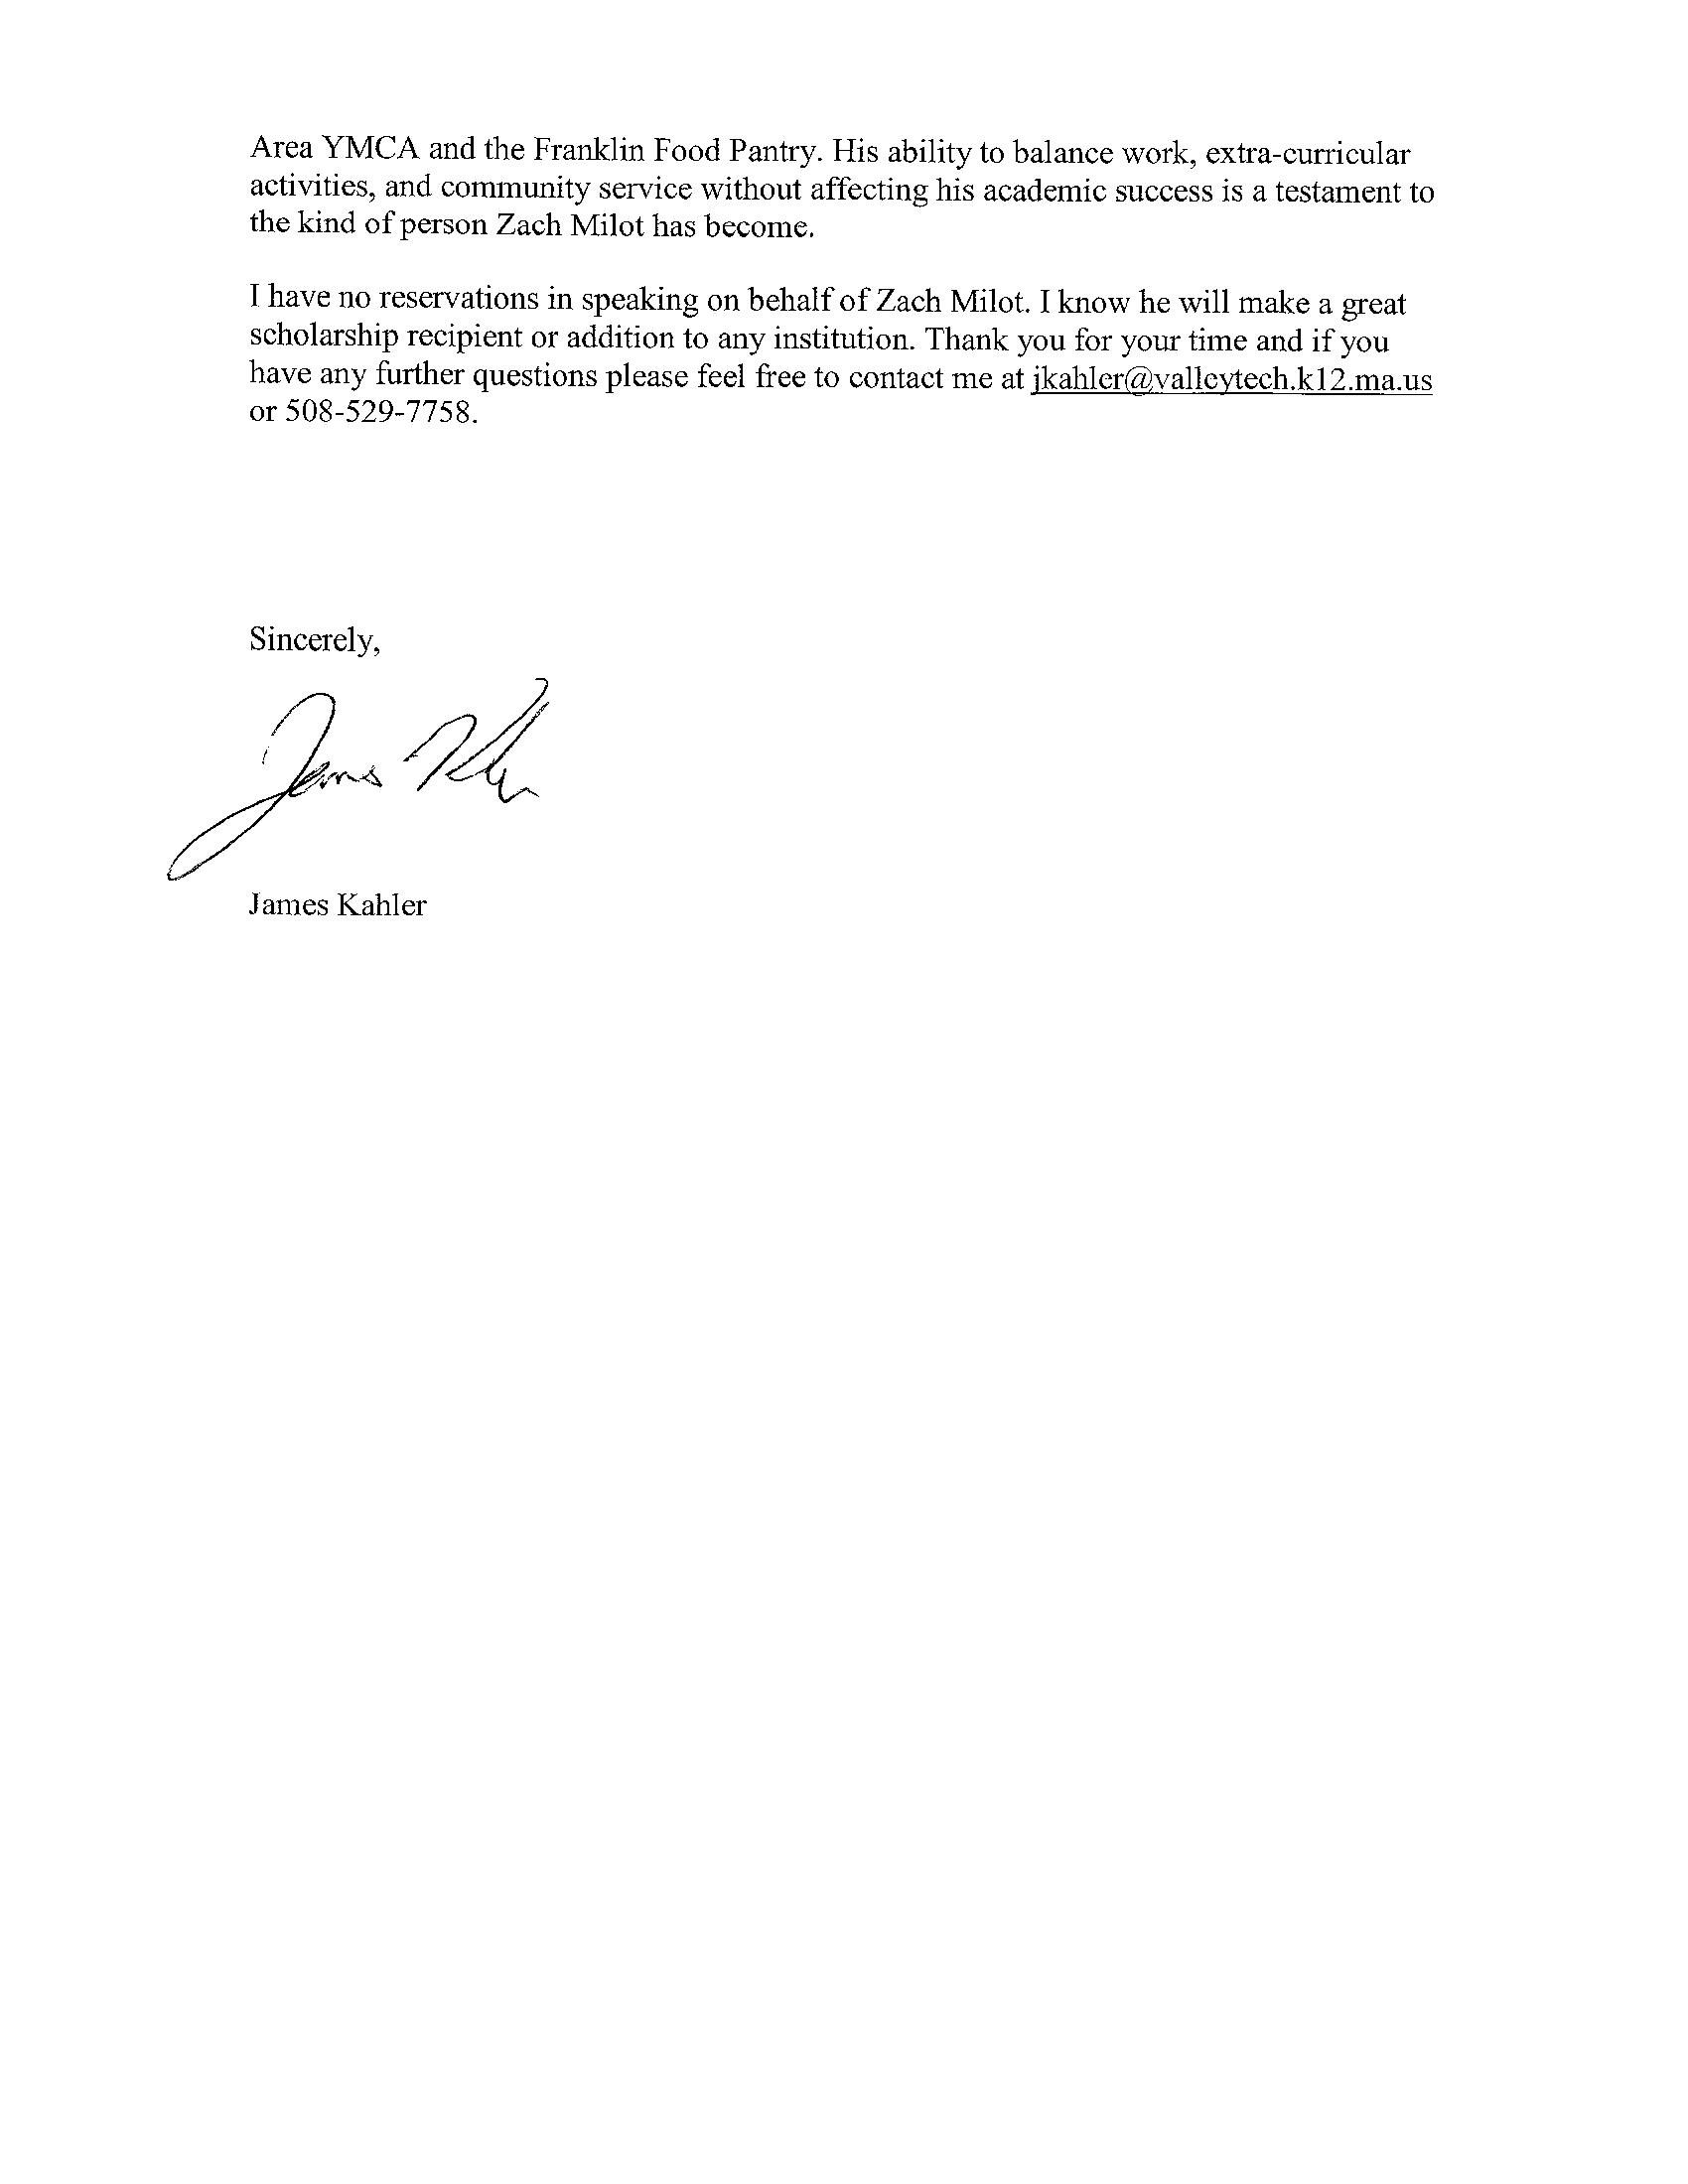 Area YMCA and the Franklin Food Pantry. His ability to balance work, extra-curricular
activities, and community service without affecting his academic success is a testament to
the kind of person Zach Milot has become.
I have no reservations in speaking on behalf of Zach Milot. I know he will make a great
scholarship recipient or addition to any institution. Thank you for your time and if you
have any further questions please feel free to contact me at jkahler@valleytech.k12.ma.us
or 508-529-7758.
Sincerely,
James
James Kahler